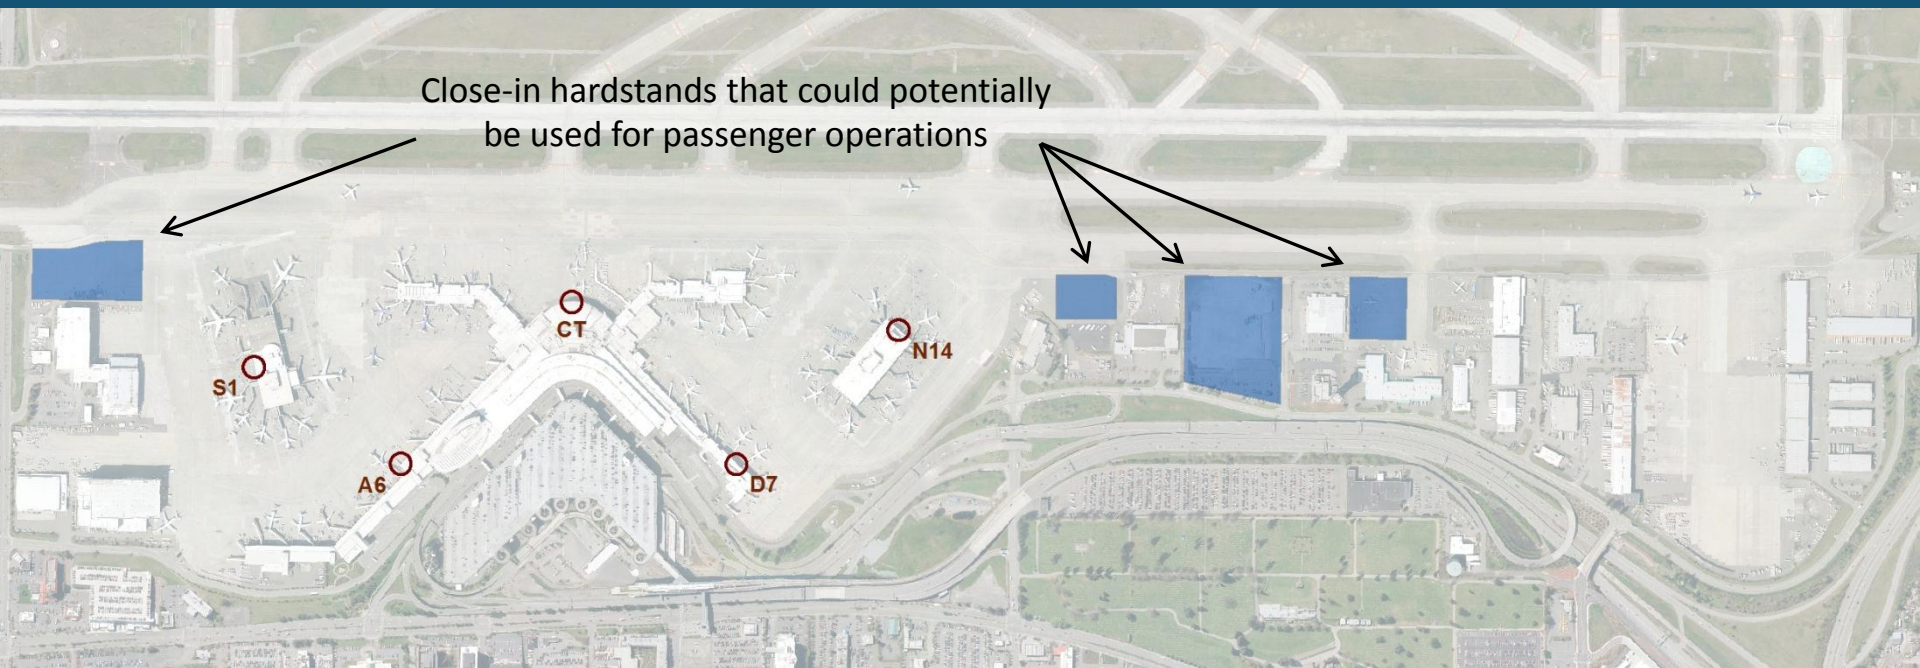 Close-in hardstands that could potentially
be used for passenger operations
CT
N14
S1
A6
D7